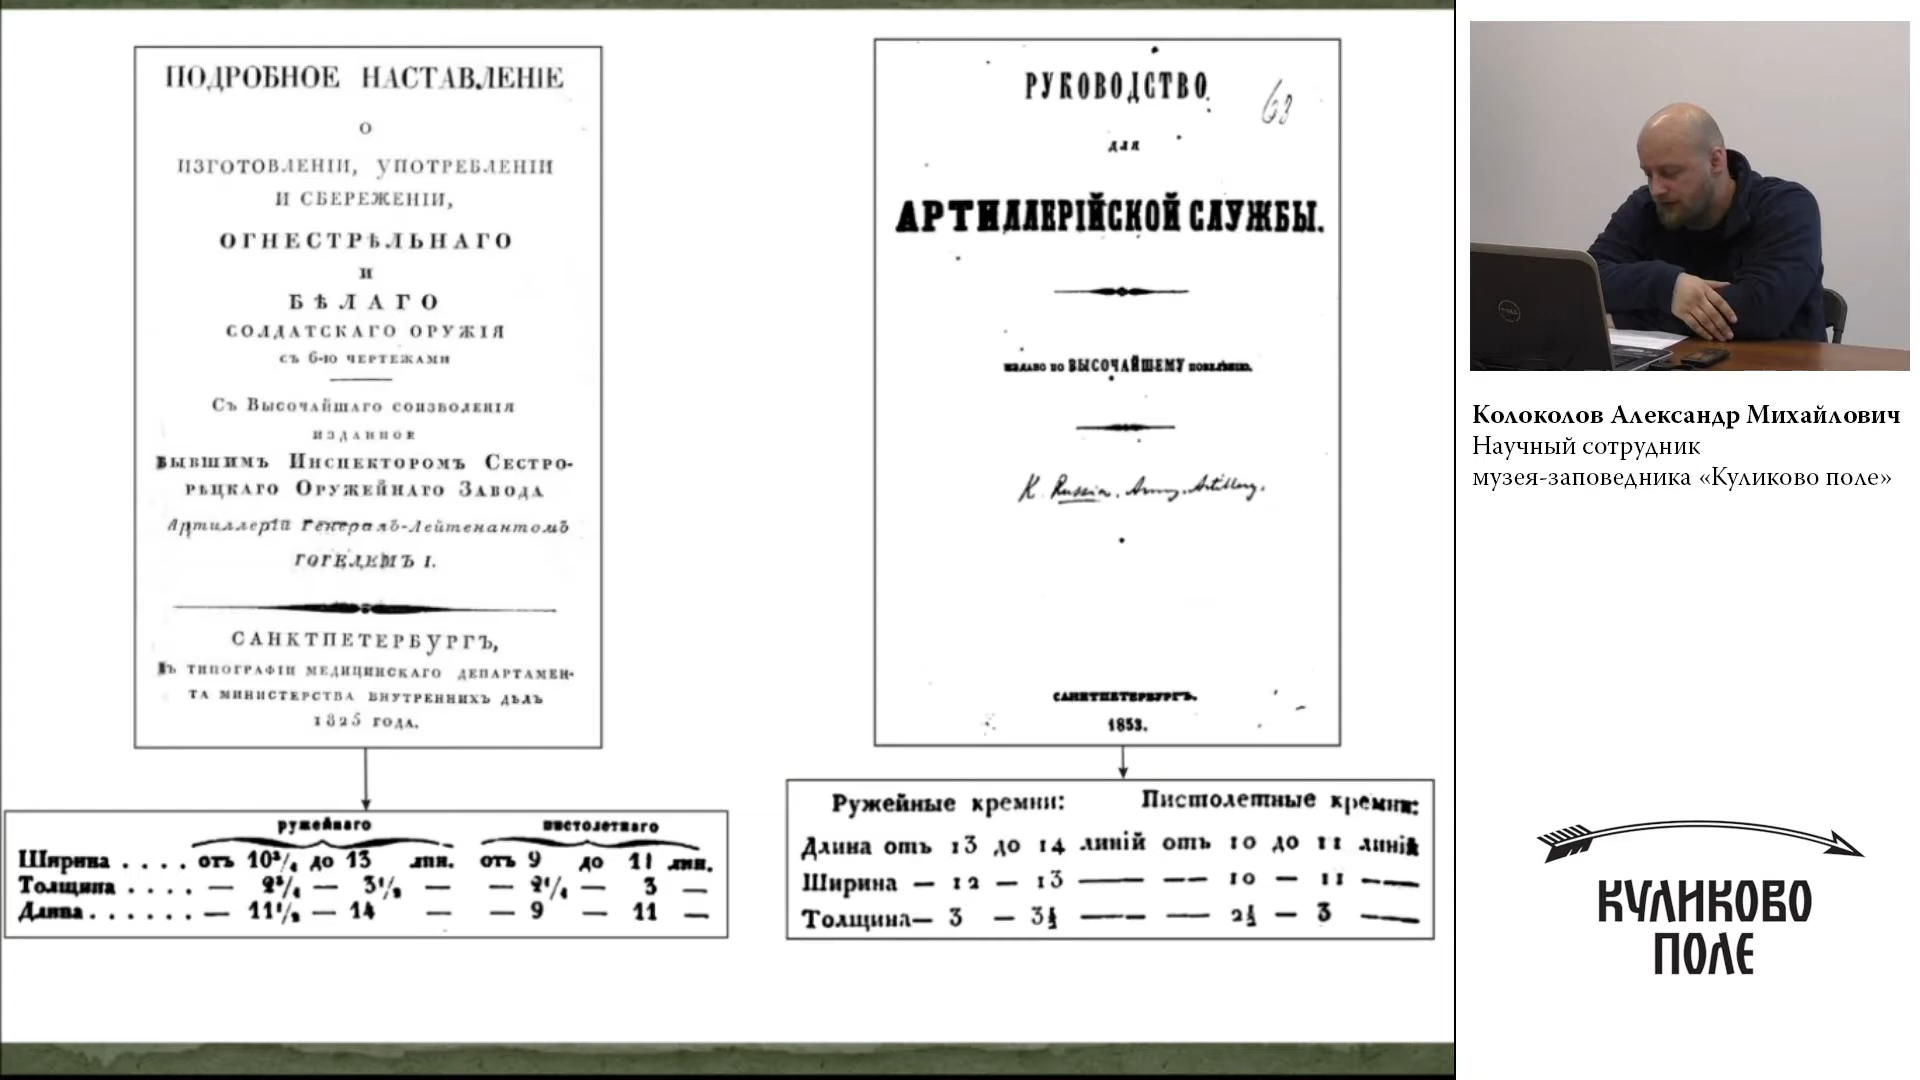 ПОДРОБНОЕ НАСТАВЛЕНІЕ
О
ИЗГОТОВЛЕНІИ, УПОТРЕБЛЕНІИ
И СБЕРЕЖЕНІИ,
ОГНЕСТРѢЛЬНАГО
И
БѢЛАГО
СОЛДАТСКАГО ОРУЖІЯ
СЪ 6-Ю ЧЕРТЕЖАМИ
Съ Высочайшаго соизволенія
изданное
Бывшимъ Инспекторомъ Сестро-
рѣцкаго Оружейнаго Завода
Артиллеріи Генералъ-Лейтенантомъ
ГОГЕЛЕМЪ I.
САНКТПЕТЕРБУРГЪ,
Въ типографіи медицинскаго департамен-
та министерства внутреннихъ дѣлъ
1825 года.
ружейнаго пистолетнаго
Ширина . . . . отъ 10³/₄ до 13 лин. отъ 9 до 11 лин.
Толщина . . . . — 2³/₄ — 3¹/₂ — — 2¹/₄ — 3 —
Длина . . . . . . — 11¹/₂ — 14 — — 9 — 11 —
РУКОВОДСТВО
63
ДЛЯ
АРТИЛЛЕРІЙСКОЙ СЛУЖБЫ.
ИЗДАНО ПО ВЫСОЧАЙШЕМУ ПОВЕЛѢНІЮ.
K. Russia. Army. Artillery.
САНКТПЕТЕРБУРГЪ.
1853.
Ружейные кремни: Пистолетные кремни:
Длина отъ 13 до 14 линій отъ 10 до 11 линій
Ширина — 12 — 13 —— —— 10 — 11 ——
Толщина — 3 — 3½ —— —— 2½ — 3 ——
Колоколов Александр Михайлович
Научный сотрудник
музея-заповедника «Куликово поле»
КУЛИКОВО
ПОЛЕ
DELL